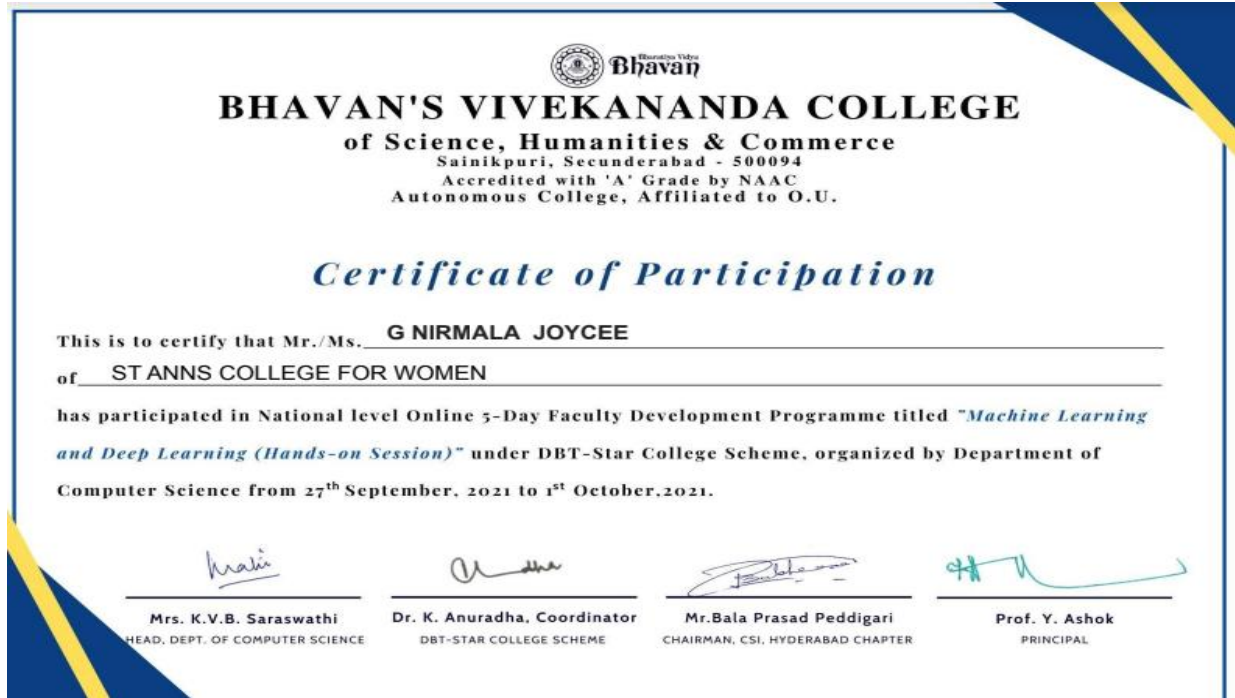 Bharatiya Vidya
Bhavan
BHAVAN'S VIVEKANANDA COLLEGE
of Science, Humanities & Commerce
Sainikpuri, Secunderabad - 500094
Accredited with 'A' Grade by NAAC
Autonomous College, Affiliated to O.U.
Certificate of Participation
This is to certify that Mr./Ms. G NIRMALA JOYCEE
of ST ANNS COLLEGE FOR WOMEN
has participated in National level Online 5-Day Faculty Development Programme titled "Machine Learning
and Deep Learning (Hands-on Session)" under DBT-Star College Scheme, organized by Department of
Computer Science from 27th September, 2021 to 1st October,2021.
Mrs. K.V.B. Saraswathi Dr. K. Anuradha, Coordinator Mr.Bala Prasad Peddigari Prof. Y. Ashok
HEAD, DEPT. OF COMPUTER SCIENCE DBT-STAR COLLEGE SCHEME CHAIRMAN, CSI, HYDERABAD CHAPTER PRINCIPAL